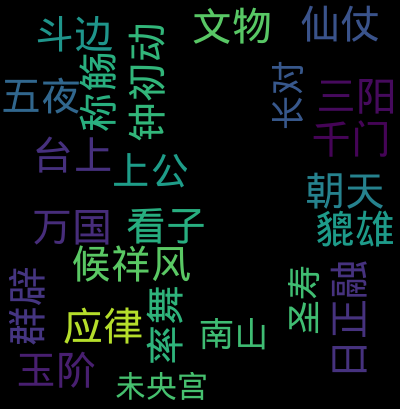 斗边
文物
仙仗
五夜
称觞
钟初动
长对
三阳
千门
台上
上公
朝天
万国
看子
貔雄
候祥风
群辟
应律
率舞
南山
圣寿
日正融
玉阶
未央宫